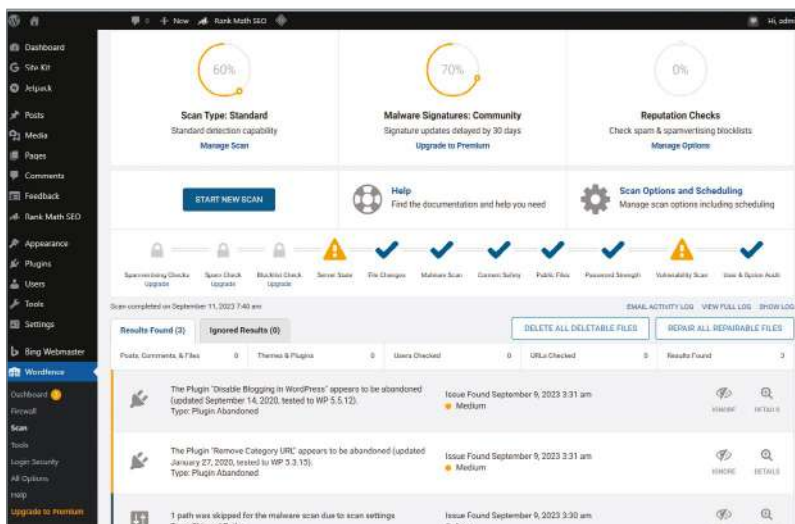 0 New Rank Math SEO Hi, adm
Dashboard
Site Kit
Jetpack
Posts
Media
Pages
Comments
Feedback
Rank Math SEO
Appearance
Plugins
Users
Tools
Settings
Bing Webmaster
Wordfence
Dashboard
Firewall
Scan
Tools
Login Security
All Options
Help
Upgrade to Premium
60%
Scan Type: Standard
Standard detection capability
Manage Scan
70%
Malware Signatures: Community
Signature updates delayed by 30 days
Upgrade to Premium
0%
Reputation Checks
Check spam & spamvertising blocklists
Manage Options
START NEW SCAN
Help
Find the documentation and help you need
Scan Options and Scheduling
Manage scan options including scheduling
Spamvertising Checks
Upgrade
Spam Check
Upgrade
Blocklist Check
Upgrade
Server State
File Changes
Malware Scan
Content Safety
Public Files
Password Strength
Vulnerability Scan
User & Option Audit
Scan completed on September 11, 2023 7:40 am
EMAIL ACTIVITY LOG VIEW FULL LOG SHOW LOG
Results Found (3) Ignored Results (0)
DELETE ALL DELETABLE FILES REPAIR ALL REPAIRABLE FILES
Posts, Comments, & Files 0 Themes & Plugins 0 Users Checked 0 URLs Checked 0 Results Found 3
The Plugin "Disable Blogging in WordPress" appears to be abandoned
(updated September 14, 2020, tested to WP 5.5.12).
Type: Plugin Abandoned
Issue Found September 9, 2023 3:31 am
Medium
IGNORE DETAILS
The Plugin "Remove Category URL" appears to be abandoned (updated
January 27, 2020, tested to WP 5.3.15).
Type: Plugin Abandoned
Issue Found September 9, 2023 3:31 am
Medium
IGNORE DETAILS
1 path was skipped for the malware scan due to scan settings
Issue Found September 9, 2023 3:30 am